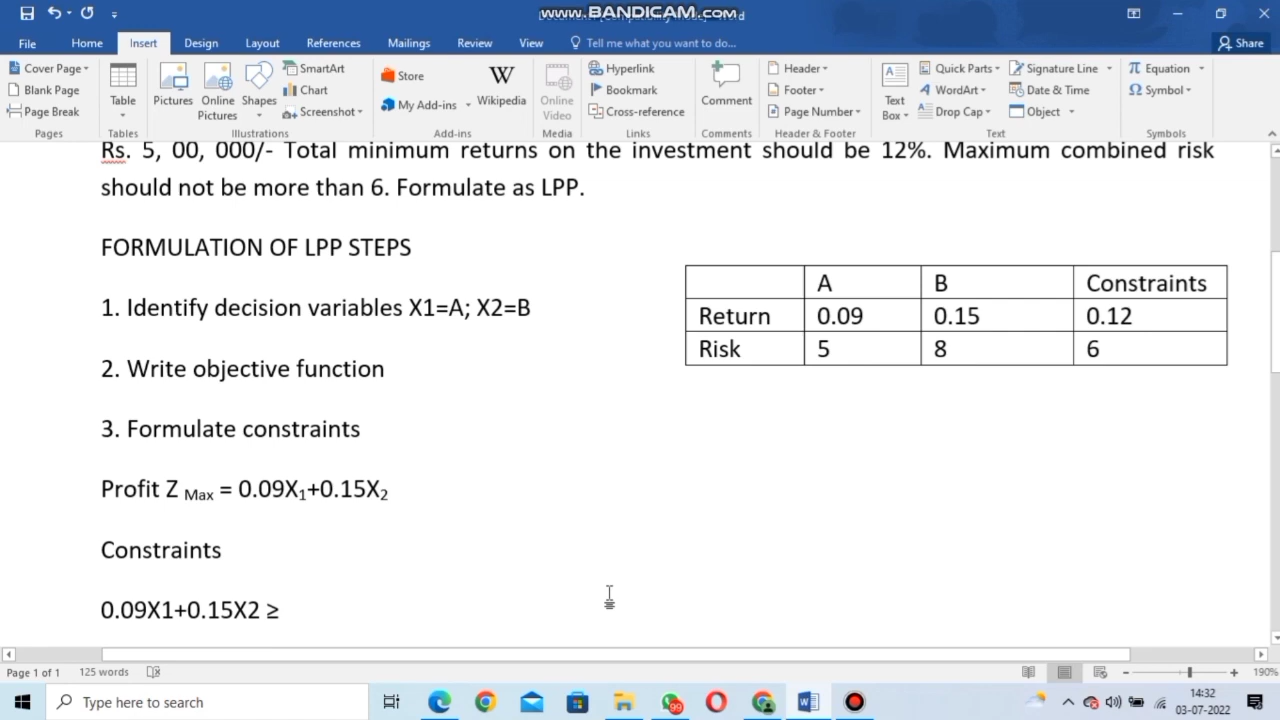 www.BANDICAM.com
File Home Insert Design Layout References Mailings Review View Tell me what you want to do... Share
Cover Page
Blank Page
Page Break
Pages
Table
Tables
Pictures
Online Pictures
Shapes
SmartArt
Chart
Screenshot
Illustrations
Store
My Add-ins
Wikipedia
Add-ins
Online Video
Media
Hyperlink
Bookmark
Cross-reference
Links
Comment
Comments
Header
Footer
Page Number
Header & Footer
Text Box
Quick Parts
WordArt
Drop Cap
Signature Line
Date & Time
Object
Text
Equation
Symbol
Symbols
Rs. 5, 00, 000/- Total minimum returns on the investment should be 12%. Maximum combined risk
should not be more than 6. Formulate as LPP.
FORMULATION OF LPP STEPS
A B Constraints
Return 0.09 0.15 0.12
Risk 5 8 6
1. Identify decision variables X1=A; X2=B
2. Write objective function
3. Formulate constraints
Profit Z Max = 0.09X1+0.15X2
Constraints
0.09X1+0.15X2 ≥
Page 1 of 1 125 words 190%
Type here to search
99
14:32
03-07-2022